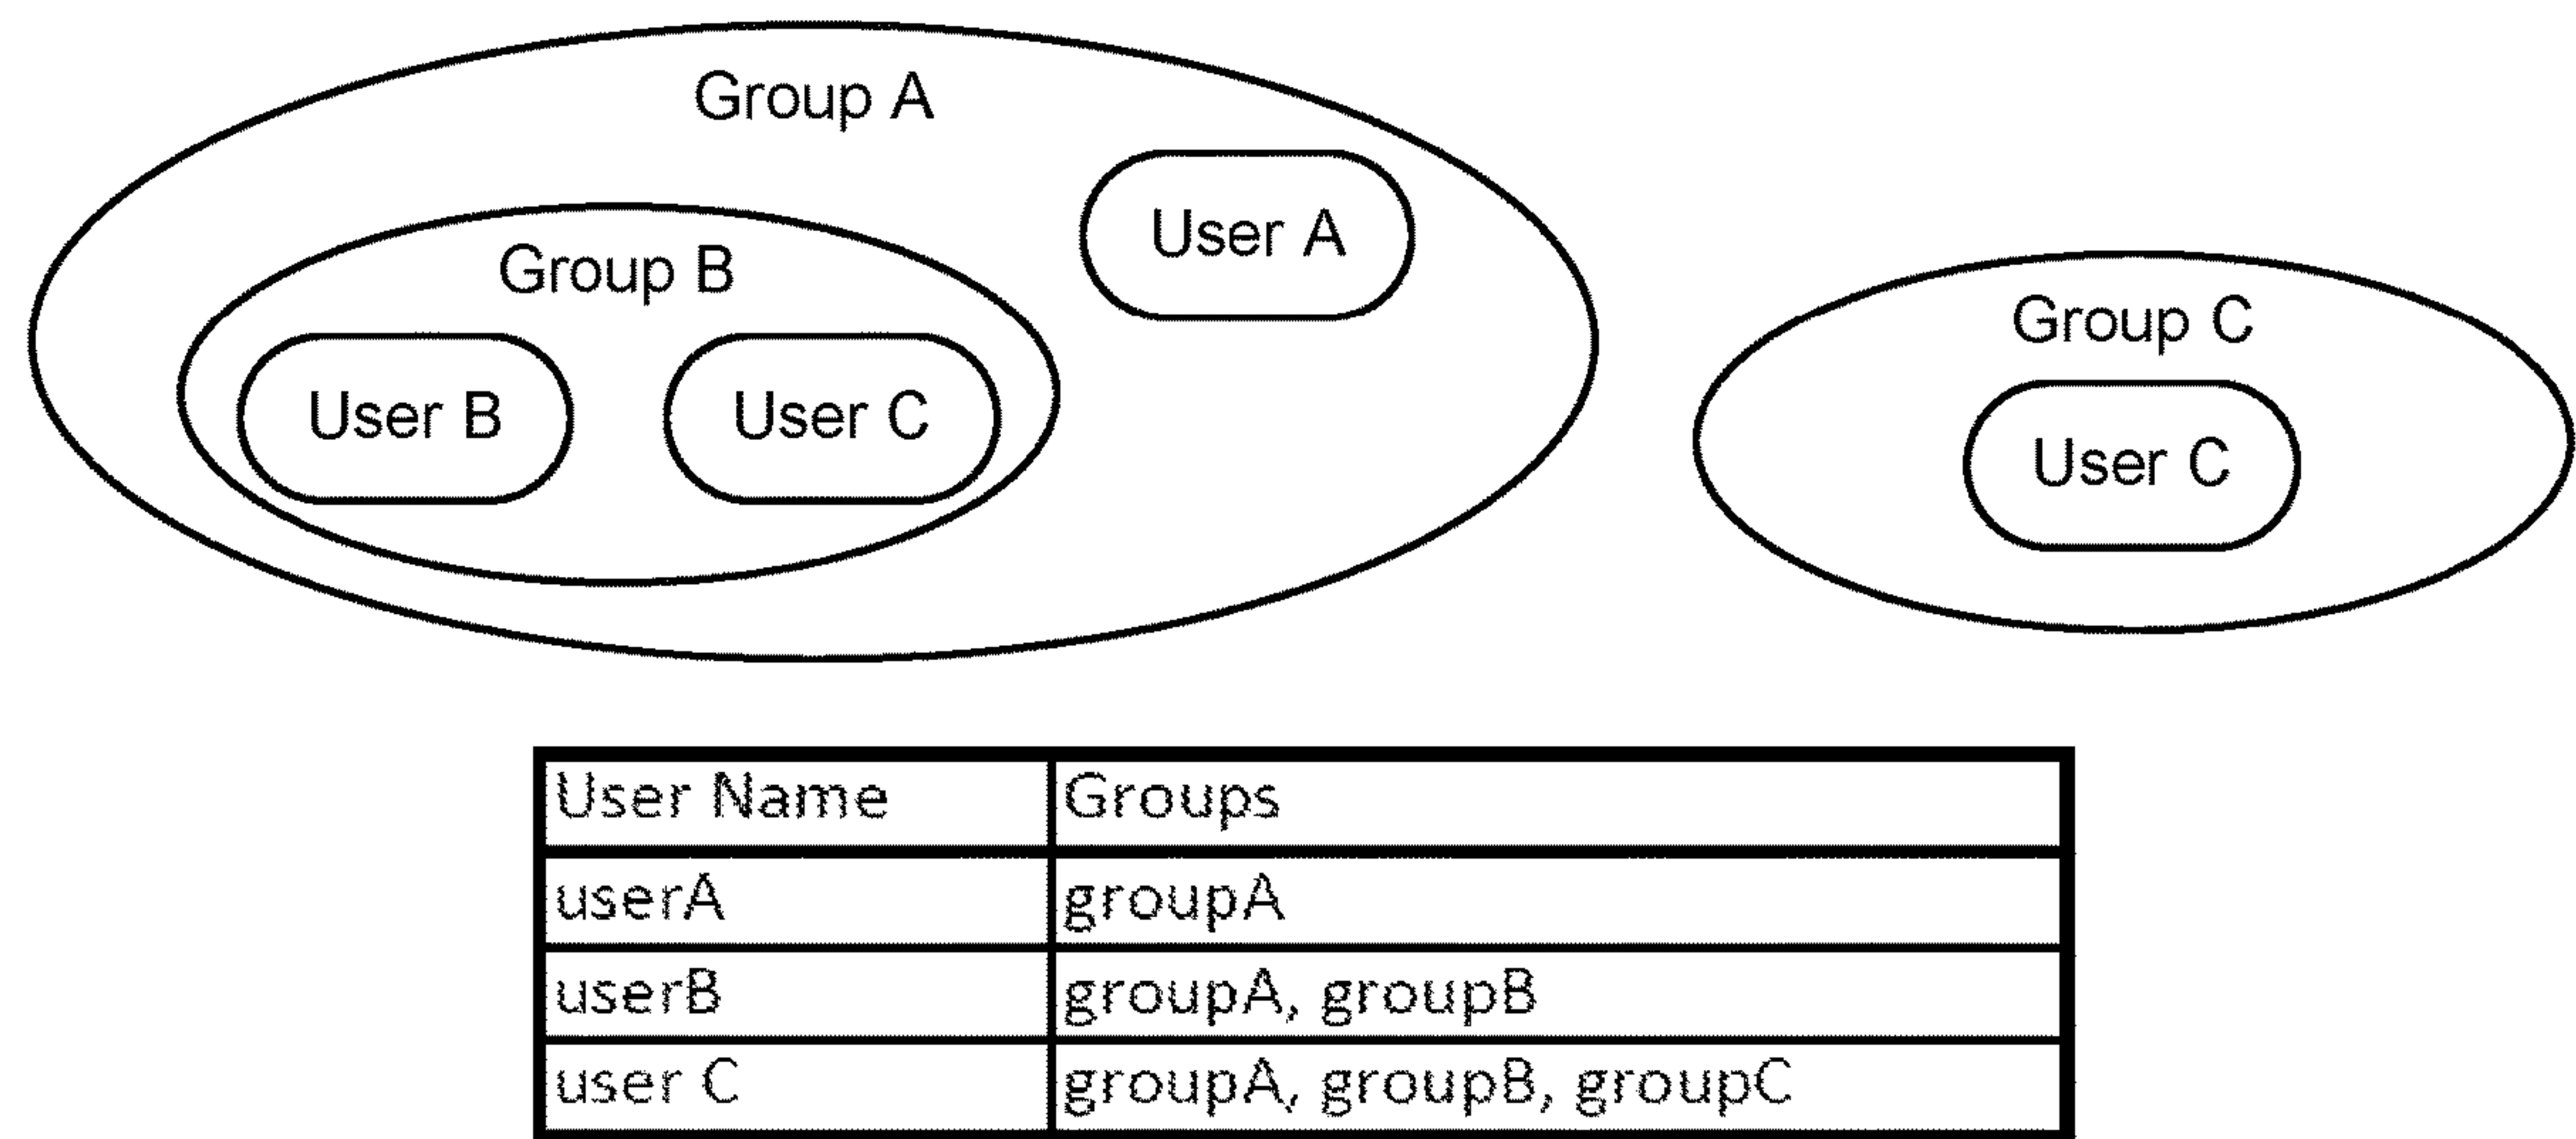 Group A
User A
Group B
User B
User C
Group C
User C
User Name Groups
userA groupA
userB groupA, groupB
user C groupA, groupB, groupC